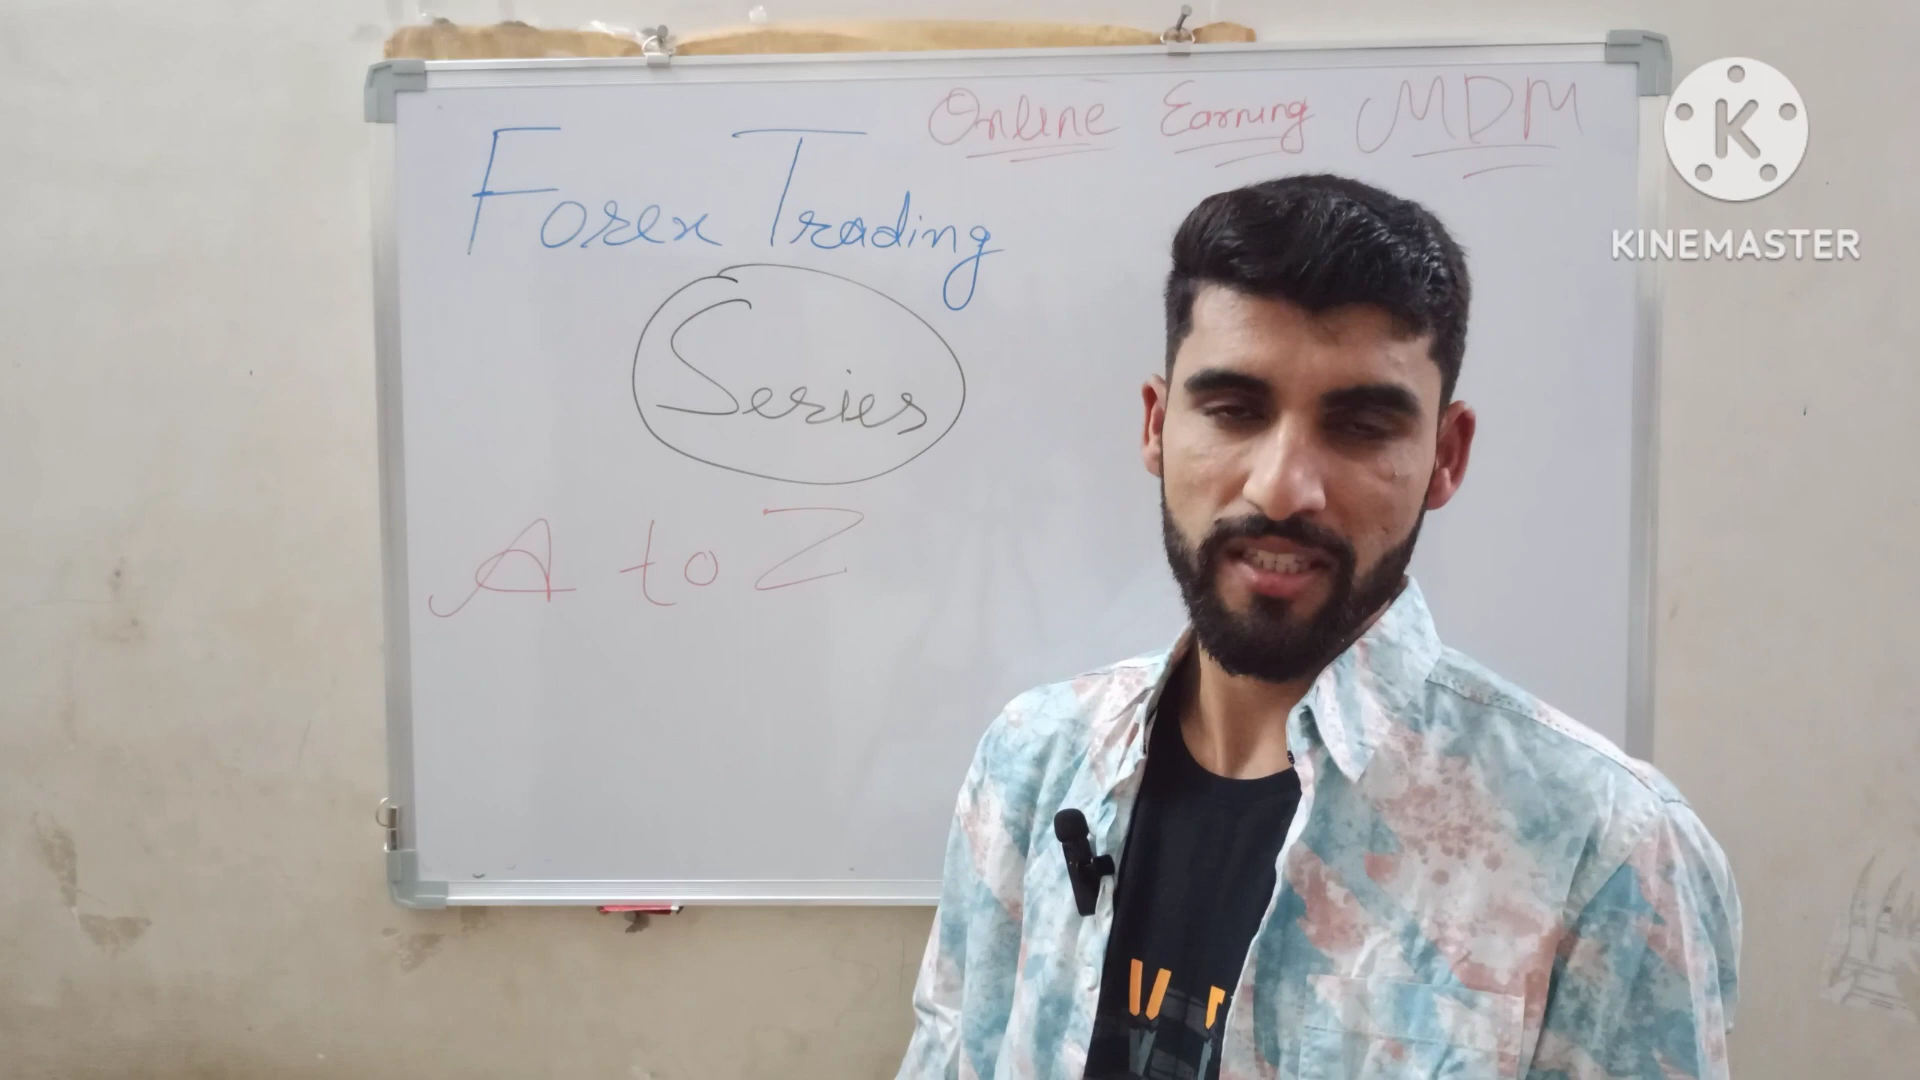 Online Earning MDM
Forex Trading
Series
A to Z
K
KINEMASTER